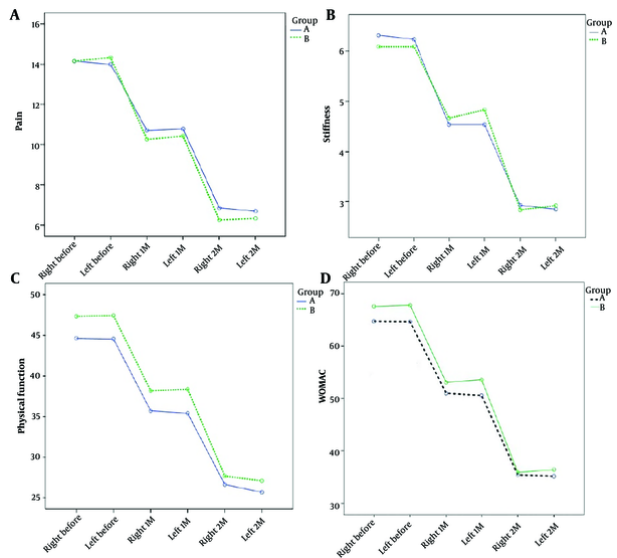 A
Group
A
B
16
14
12
10
8
6
Pain
Right before
Left before
Right 1M
Left 1M
Right 2M
Left 2M
B
Group
A
B
6
5
4
3
Stiffness
Right before
Left before
Right 1M
Left 1M
Right 2M
Left 2M
C
Group
A
B
50
45
40
35
30
25
Physical function
Right before
Left before
Right 1M
Left 1M
Right 2M
Left 2M
D
Group
A
B
70
60
50
40
30
WOMAC
Right before
Left before
Right 1M
Left 1M
Right 2M
Left 2M